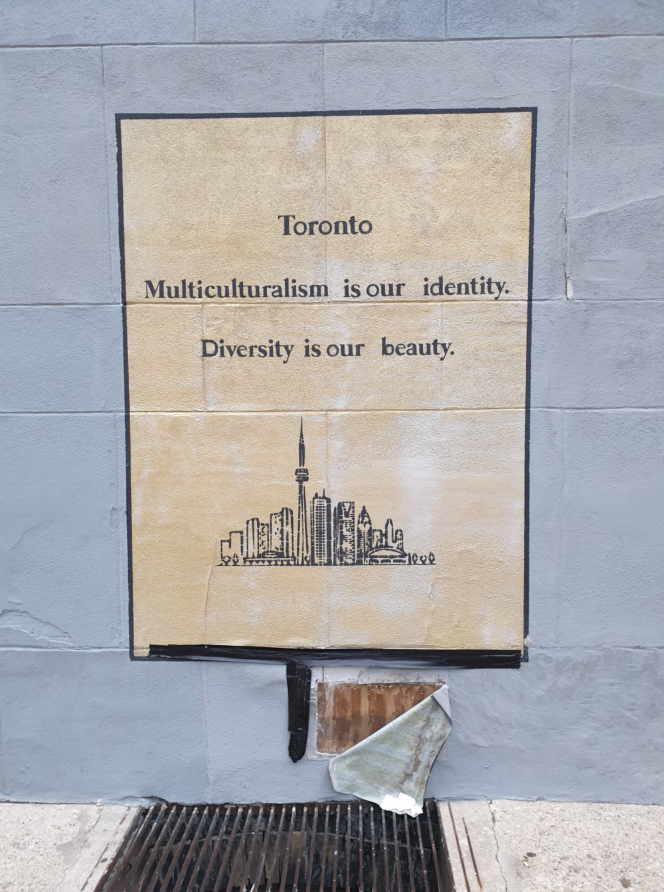 Toronto
Multiculturalism is our identity.
Diversity is our beauty.